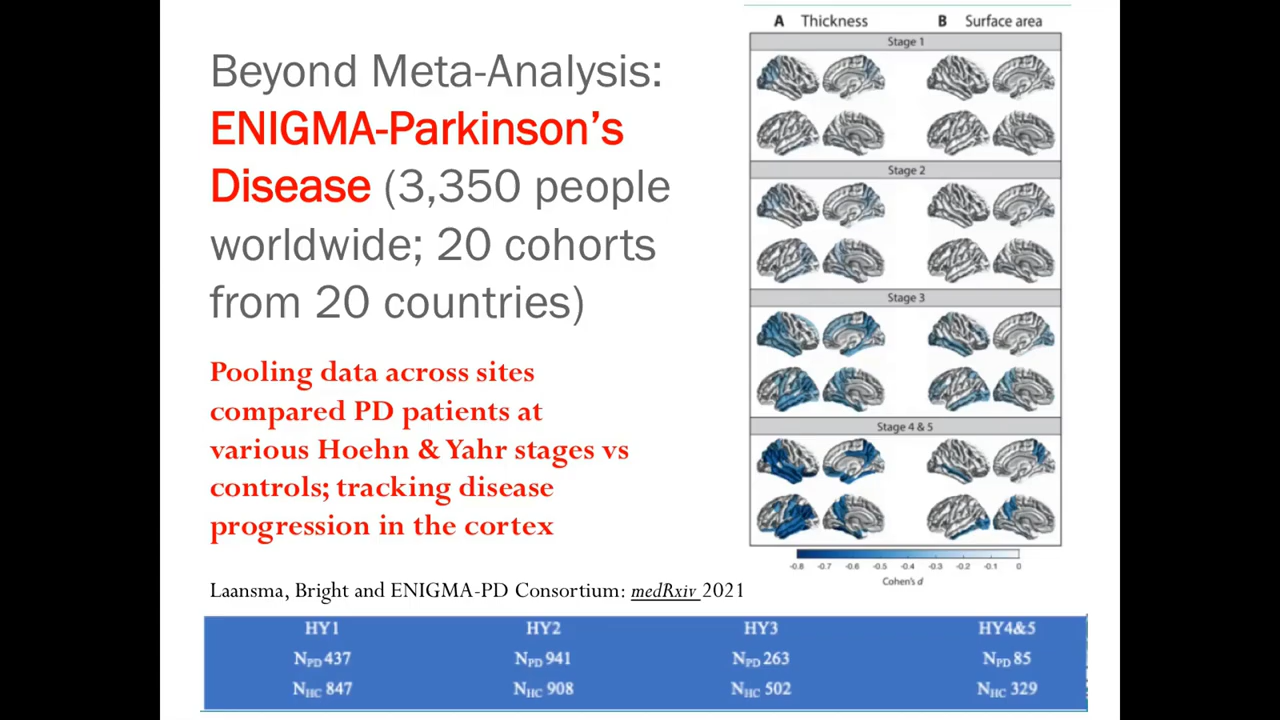 Beyond Meta-Analysis:
ENIGMA-Parkinson’s
Disease (3,350 people
worldwide; 20 cohorts
from 20 countries)
Pooling data across sites
compared PD patients at
various Hoehn & Yahr stages vs
controls; tracking disease
progression in the cortex
Laansma, Bright and ENIGMA-PD Consortium: medRxiv 2021
A Thickness B Surface area
Stage 1
Stage 2
Stage 3
Stage 4 & 5
-0.8 -0.7 -0.6 -0.5 -0.4 -0.3 -0.2 -0.1 0
Cohen's d
HY1 HY2 HY3 HY4&5
NPD 437 NPD 941 NPD 263 NPD 85
NHC 847 NHC 908 NHC 502 NHC 329